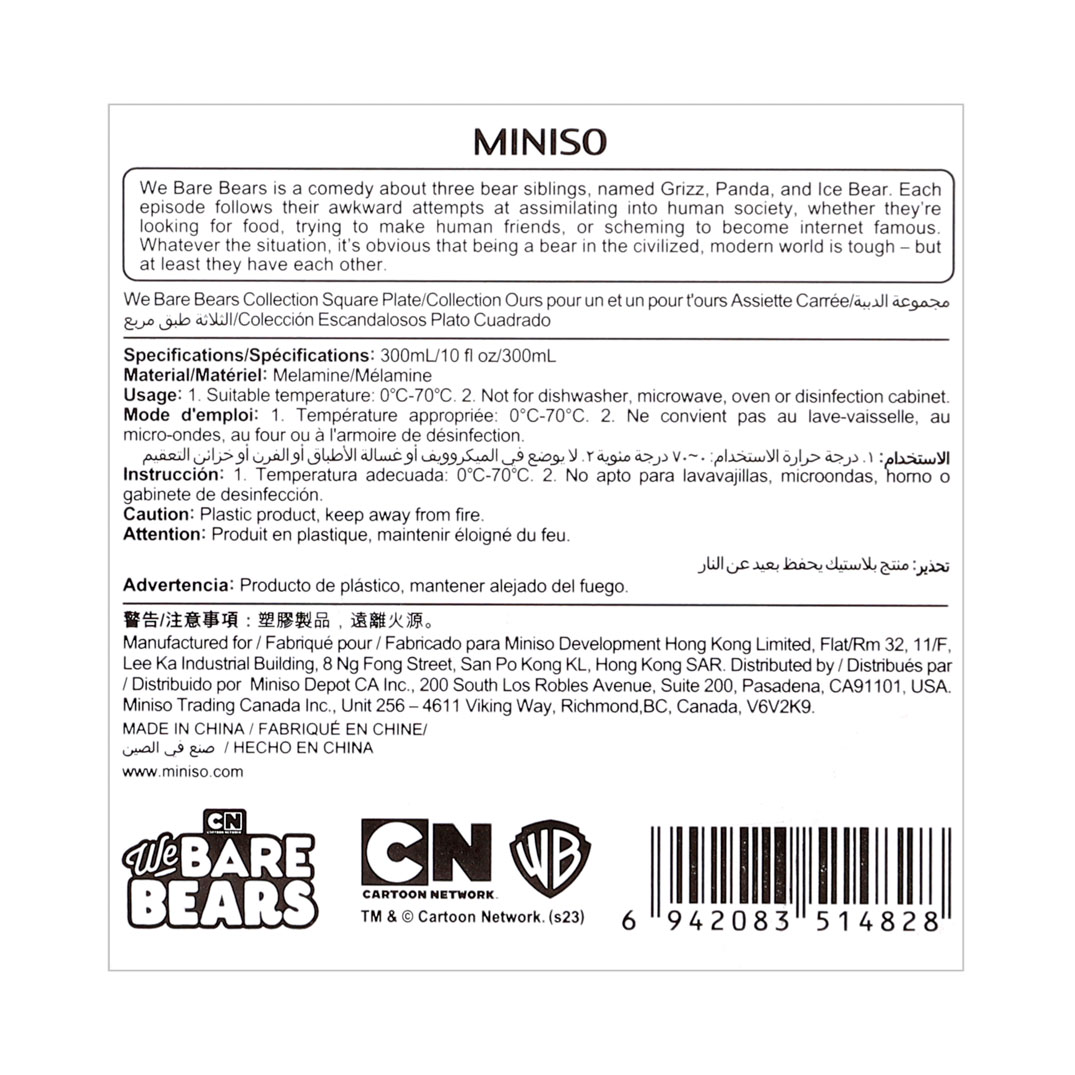 MINISO
We Bare Bears is a comedy about three bear siblings, named Grizz, Panda, and Ice Bear. Each
episode follows their awkward attempts at assimilating into human society, whether they're
looking for food, trying to make human friends, or scheming to become internet famous.
Whatever the situation, it's obvious that being a bear in the civilized, modern world is tough – but
at least they have each other.
We Bare Bears Collection Square Plate/Collection Ours pour un et un pour t'ours Assiette Carrée/مجموعة الدببة
الثلاثة طبق مربع/Colección Escandalosos Plato Cuadrado
Specifications/Spécifications: 300mL/10 fl oz/300mL
Material/Matériel: Melamine/Mélamine
Usage: 1. Suitable temperature: 0°C-70°C. 2. Not for dishwasher, microwave, oven or disinfection cabinet.
Mode d'emploi: 1. Température appropriée: 0°C-70°C. 2. Ne convient pas au lave-vaisselle, au
micro-ondes, au four ou à l'armoire de désinfection.
الاستخدام: ١. درجة حرارة الاستخدام: ٠~٧٠ درجة مئوية ٢. لا يوضع في الميكروويف أو غسالة الأطباق أو الفرن أو خزائن التعقيم
Instrucción: 1. Temperatura adecuada: 0°C-70°C. 2. No apto para lavavajillas, microondas, horno o
gabinete de desinfección.
Caution: Plastic product, keep away from fire.
Attention: Produit en plastique, maintenir éloigné du feu.
تحذير: منتج بلاستيك يحفظ بعيد عن النار
Advertencia: Producto de plástico, mantener alejado del fuego.
警告/注意事項：塑膠製品，遠離火源。
Manufactured for / Fabriqué pour / Fabricado para Miniso Development Hong Kong Limited, Flat/Rm 32, 11/F,
Lee Ka Industrial Building, 8 Ng Fong Street, San Po Kong KL, Hong Kong SAR. Distributed by / Distribués par
/ Distribuido por Miniso Depot CA Inc., 200 South Los Robles Avenue, Suite 200, Pasadena, CA91101, USA.
Miniso Trading Canada Inc., Unit 256 – 4611 Viking Way, Richmond,BC, Canada, V6V2K9.
MADE IN CHINA / FABRIQUÉ EN CHINE/
صنع في الصين / HECHO EN CHINA
www.miniso.com
CN
CARTOON NETWORK
We BARE
BEARS
CN
CARTOON NETWORK
WB
TM & © Cartoon Network. (s23)
6 942083 514828